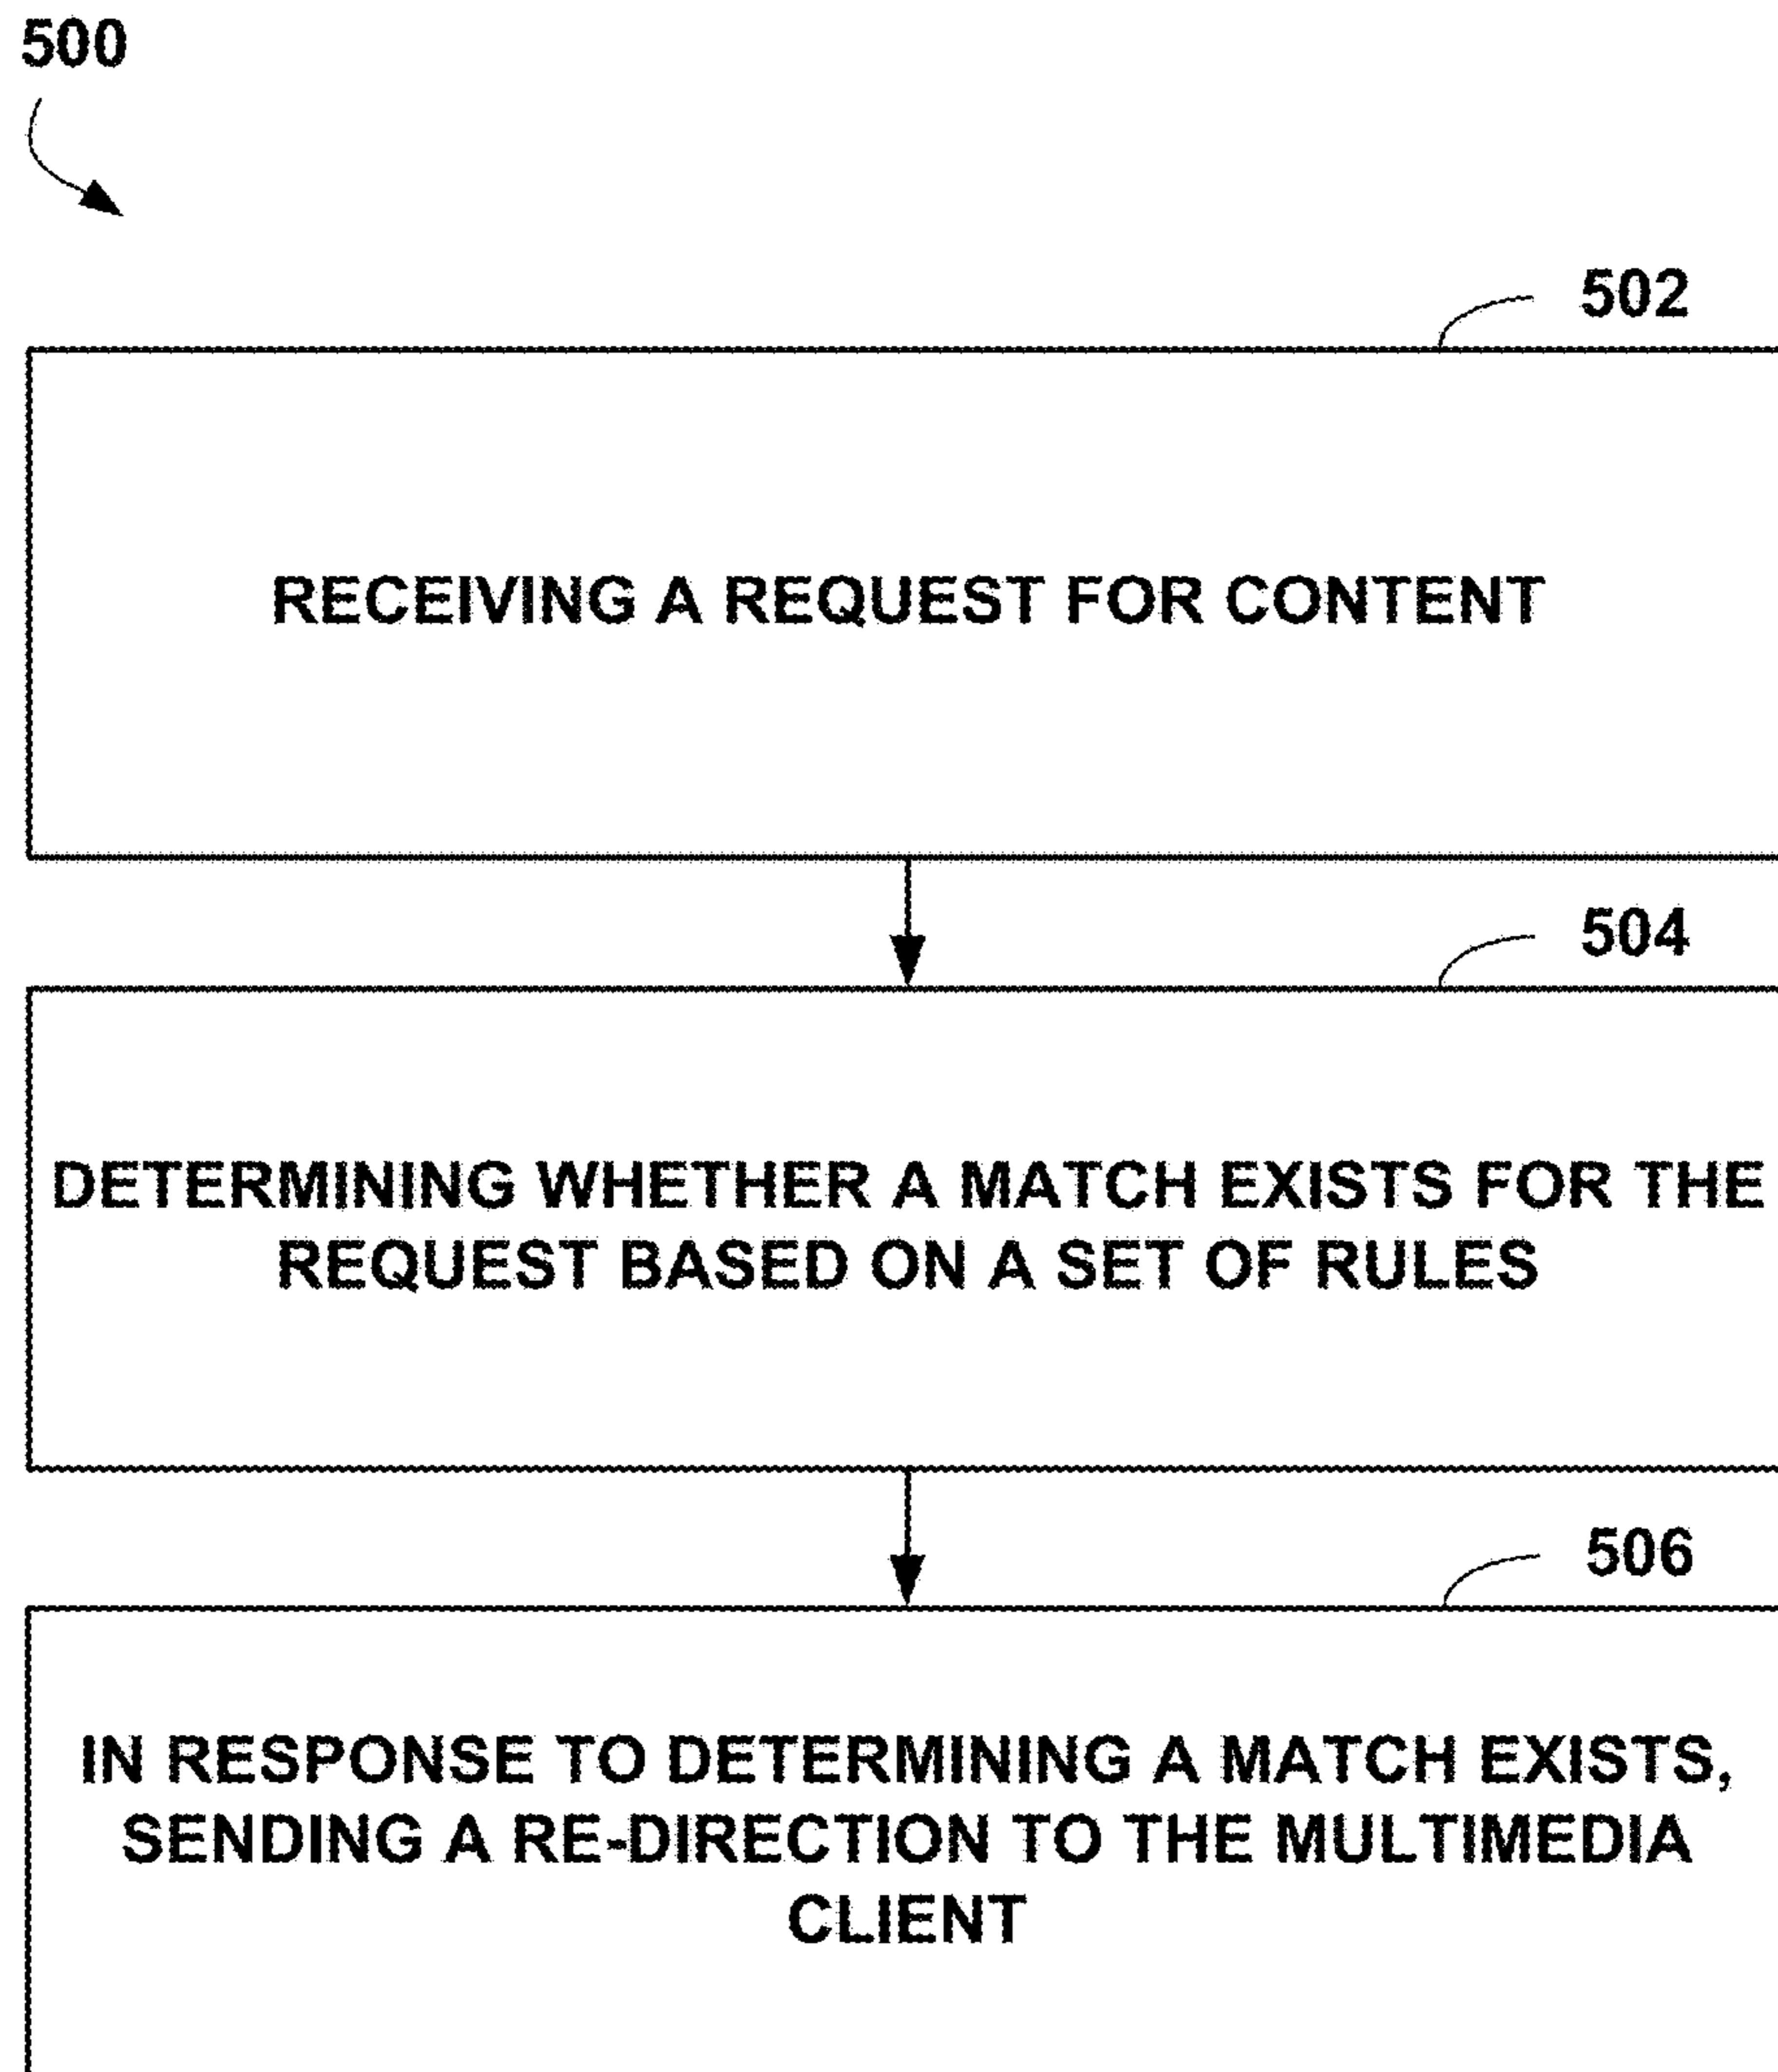 500
502
RECEIVING A REQUEST FOR CONTENT
504
DETERMINING WHETHER A MATCH EXISTS FOR THE
REQUEST BASED ON A SET OF RULES
506
IN RESPONSE TO DETERMINING A MATCH EXISTS,
SENDING A RE-DIRECTION TO THE MULTIMEDIA
CLIENT